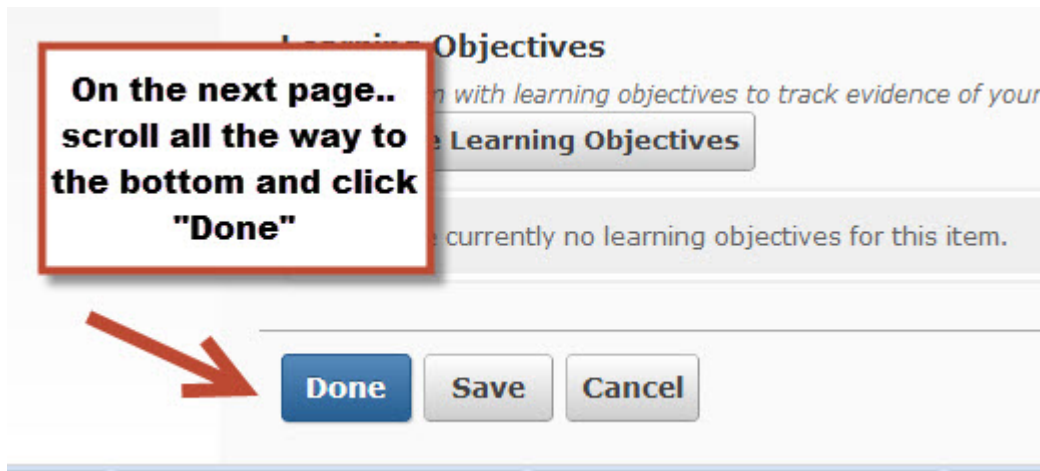 Objectives
On the next page..
scroll all the way to
the bottom and click
"Done"
with learning objectives to track evidence of your
Learning Objectives
currently no learning objectives for this item.
Done
Save
Cancel